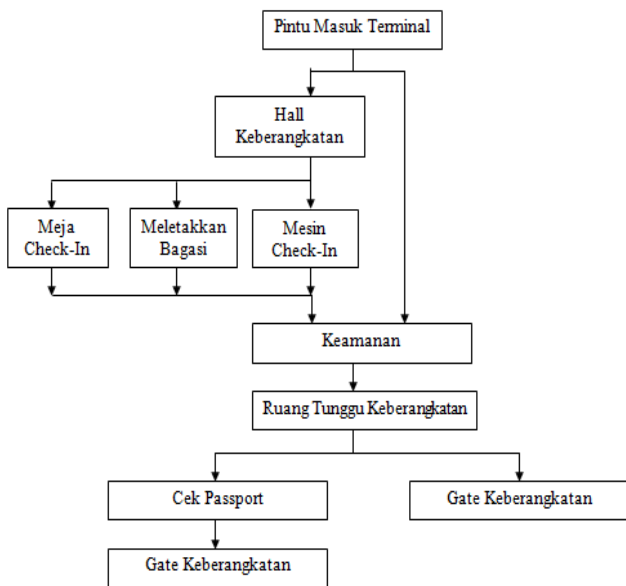 Pintu Masuk Terminal
Hall
Keberangkatan
Meja
Check-In
Meletakkan
Bagasi
Mesin
Check-In
Keamanan
Ruang Tunggu Keberangkatan
Cek Passport
Gate Keberangkatan
Gate Keberangkatan